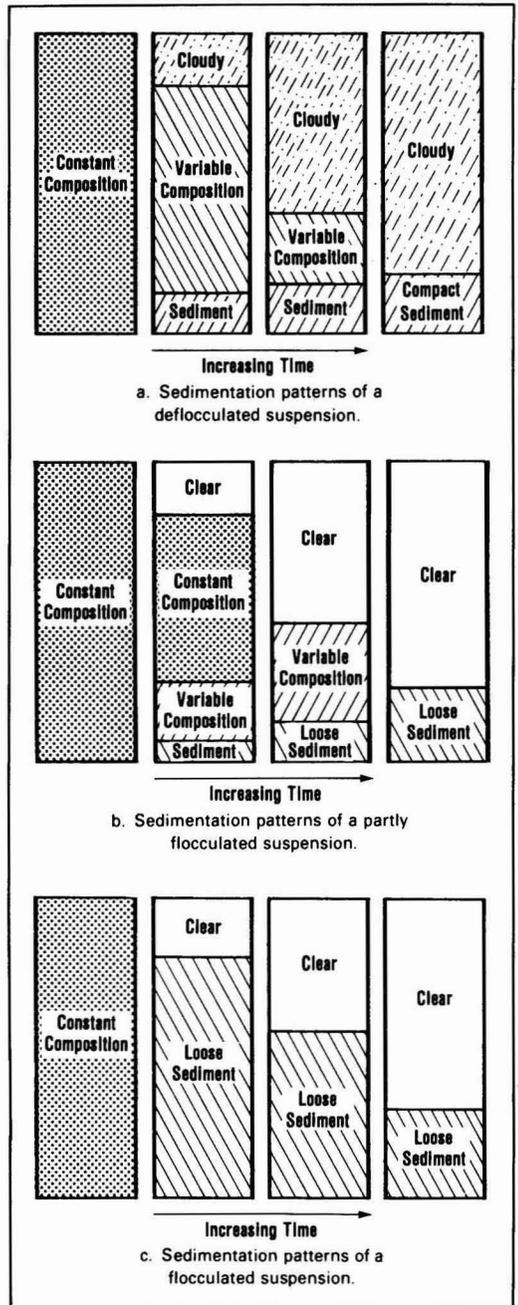 Cloudy
Cloudy
Cloudy
Constant
Composition
Variable
Composition
Variable
Composition
Sediment
Sediment
Compact
Sediment
Increasing Time
a. Sedimentation patterns of a
deflocculated suspension.
Clear
Clear
Clear
Constant
Composition
Constant
Composition
Variable
Composition
Variable
Composition
Sediment
Loose
Sediment
Loose
Sediment
Increasing Time
b. Sedimentation patterns of a partly
flocculated suspension.
Clear
Clear
Clear
Constant
Composition
Loose
Sediment
Loose
Sediment
Loose
Sediment
Increasing Time
c. Sedimentation patterns of a
flocculated suspension.